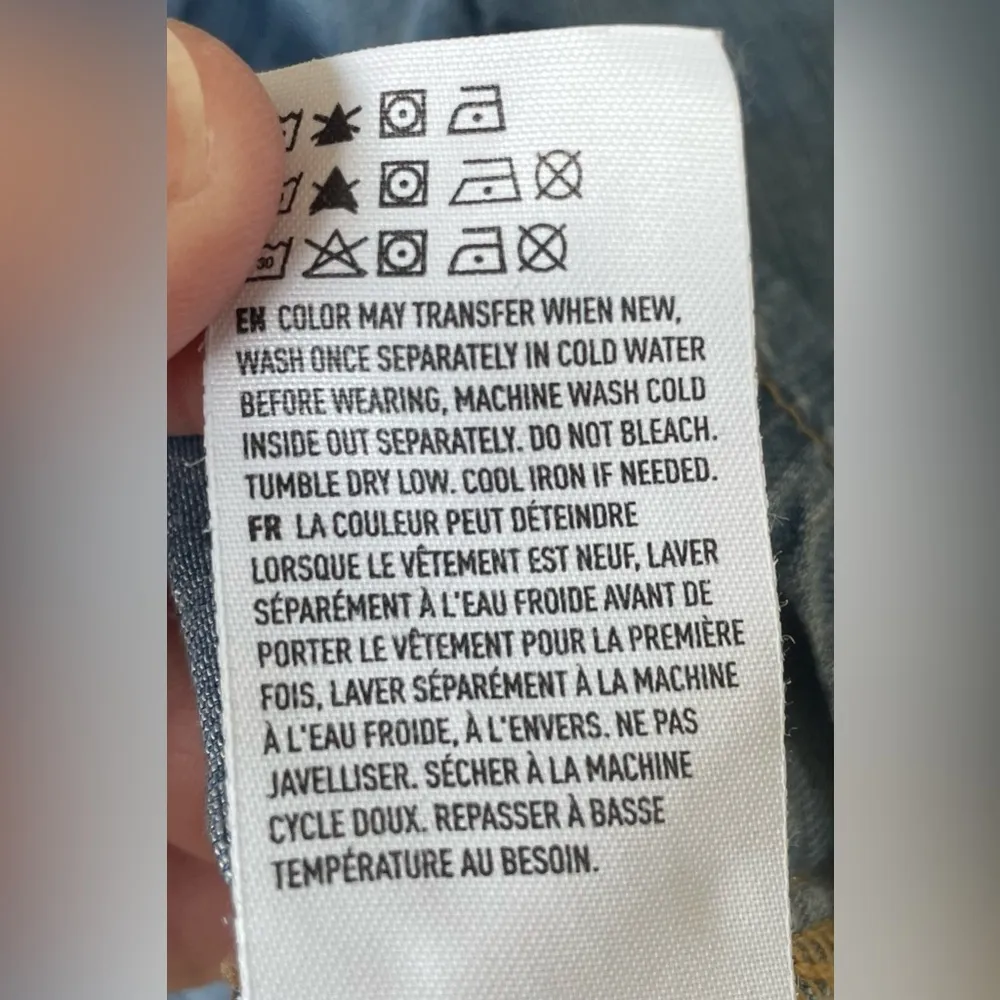 30
EN COLOR MAY TRANSFER WHEN NEW,
WASH ONCE SEPARATELY IN COLD WATER
BEFORE WEARING, MACHINE WASH COLD
INSIDE OUT SEPARATELY. DO NOT BLEACH.
TUMBLE DRY LOW. COOL IRON IF NEEDED.
FR LA COULEUR PEUT DÉTEINDRE
LORSQUE LE VÊTEMENT EST NEUF, LAVER
SÉPARÉMENT À L'EAU FROIDE AVANT DE
PORTER LE VÊTEMENT POUR LA PREMIÈRE
FOIS, LAVER SÉPARÉMENT À LA MACHINE
À L'EAU FROIDE, À L'ENVERS. NE PAS
JAVELLISER. SÉCHER À LA MACHINE
CYCLE DOUX. REPASSER À BASSE
TEMPÉRATURE AU BESOIN.